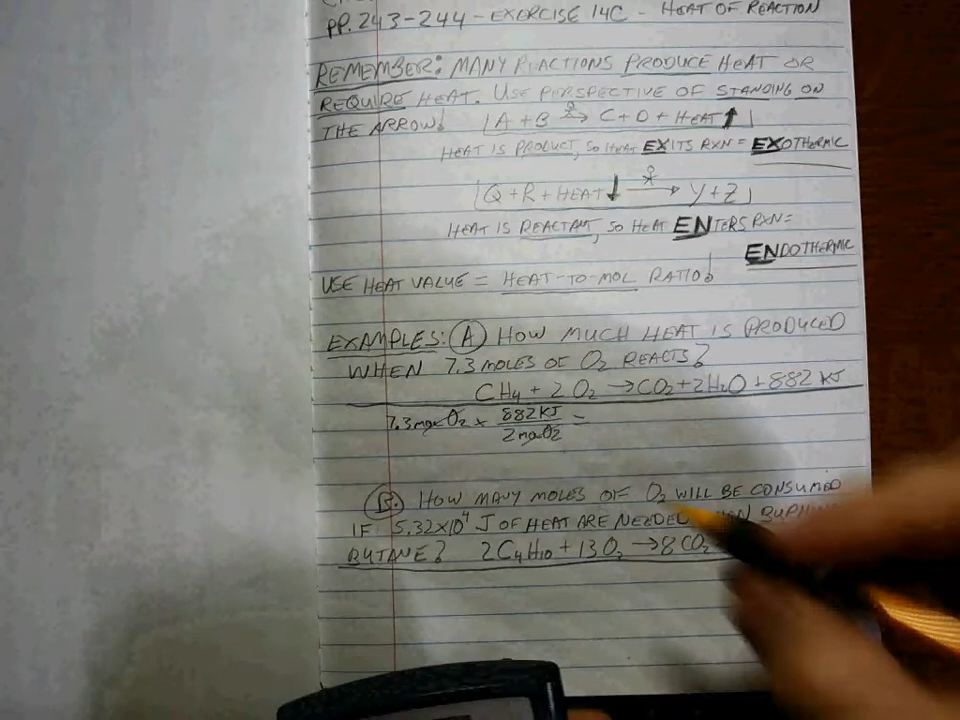 PP. 243-244 - EXERCISE 14C - HEAT OF REACTION
REMEMBER: MANY REACTIONS PRODUCE HEAT OR
REQUIRE HEAT. USE PERSPECTIVE OF STANDING ON
THE ARROW! A + B → C + D + HEAT↑
HEAT IS PRODUCT, SO HEAT EXITS RXN = EXOTHERMIC
Q + R + HEAT↓ → Y + Z
HEAT IS REACTANT, SO HEAT ENTERS RXN =
ENDOTHERMIC
USE HEAT VALUE = HEAT-TO-MOL RATIO!
EXAMPLES: A HOW MUCH HEAT IS PRODUCED
WHEN 7.3 MOLES OF O2 REACTS?
CH4 + 2 O2 → CO2 + 2H2O + 882 KJ
7.3 mol O2 × 882 KJ =
2 mol O2
B. HOW MANY MOLES OF O2 WILL BE CONSUMED
IF 5.32×10⁴ J OF HEAT ARE NEEDED
BUTANE? 2C4H10 + 13 O2 → 8 CO2